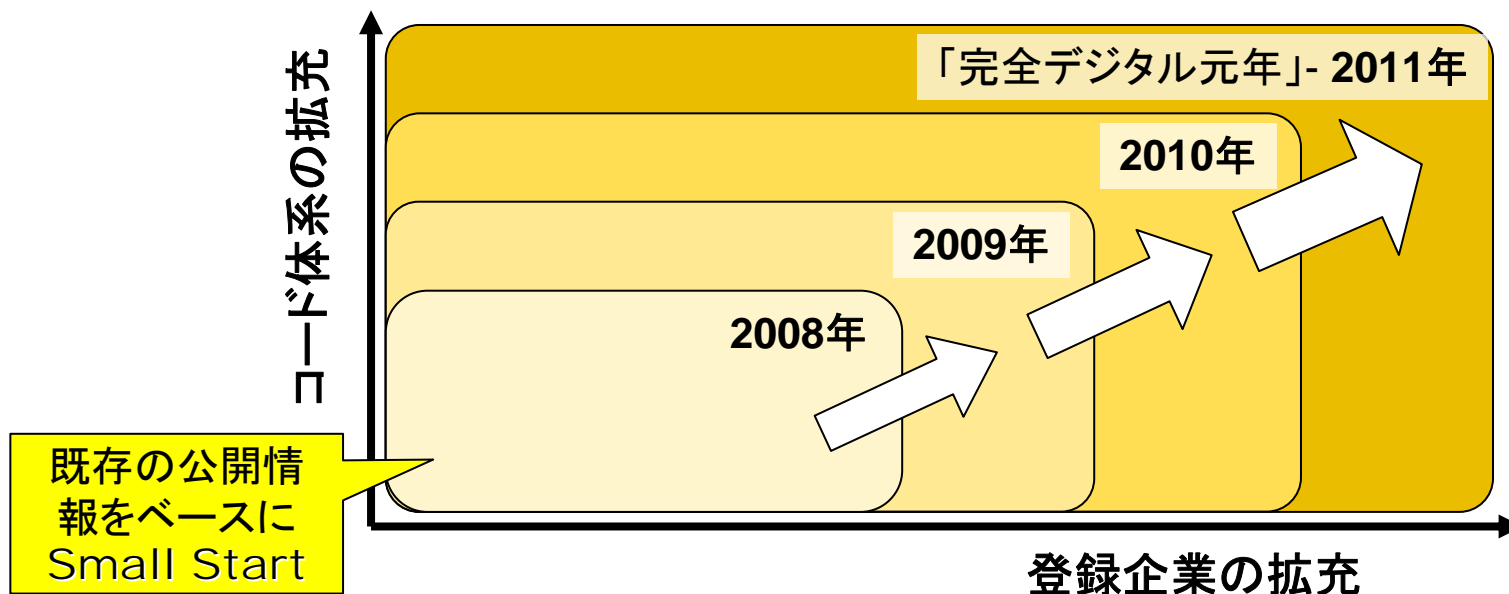 コード体系の拡充
「完全デジタル元年」- 2011年
2010年
2009年
2008年
既存の公開情
報をベースに
Small Start
登録企業の拡充